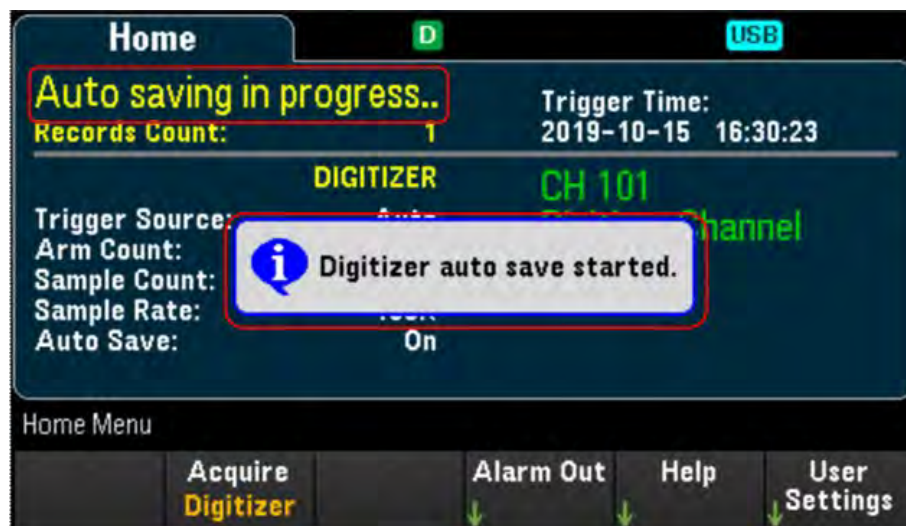 Home
D
USB
Auto saving in progress..
Records Count: 1
Trigger Time:
2019-10-15 16:30:23
DIGITIZER
CH 101
Channel
Trigger Source: Auto
Arm Count:
Digitizer auto save started.
Sample Count:
Sample Rate:
Auto Save: On
Home Menu
Acquire
Digitizer
Alarm Out
Help
User
Settings